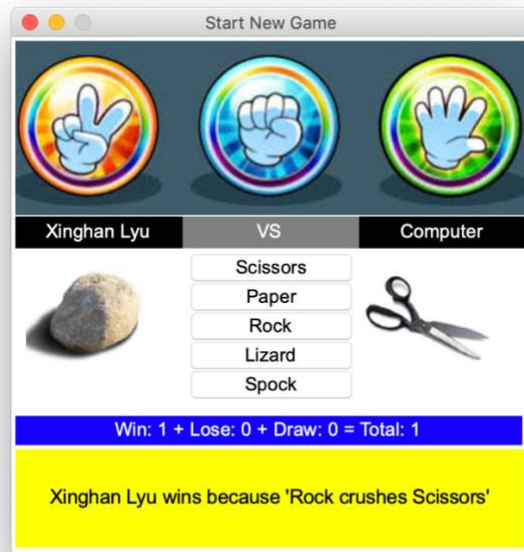 Start New Game
Xinghan Lyu VS Computer
Scissors
Paper
Rock
Lizard
Spock
Win: 1 + Lose: 0 + Draw: 0 = Total: 1
Xinghan Lyu wins because 'Rock crushes Scissors'